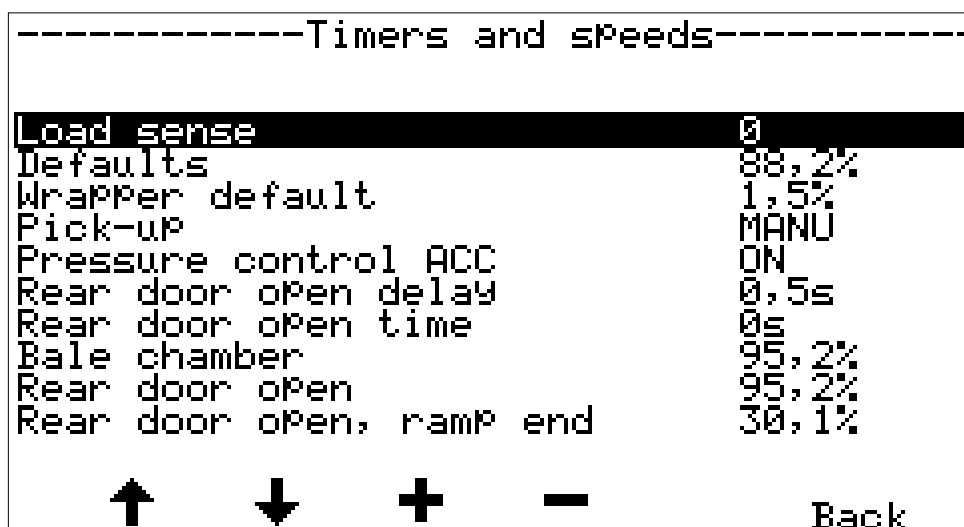 ------------Timers and speeds-----------
Load sense 0
Defaults 88,2%
Wrapper default 1,5%
Pick-up MANU
Pressure control ACC ON
Rear door open delay 0,5s
Rear door open time 0s
Bale chamber 95,2%
Rear door open 95,2%
Rear door open, ramp end 30,1%
↑ ↓ + − Back